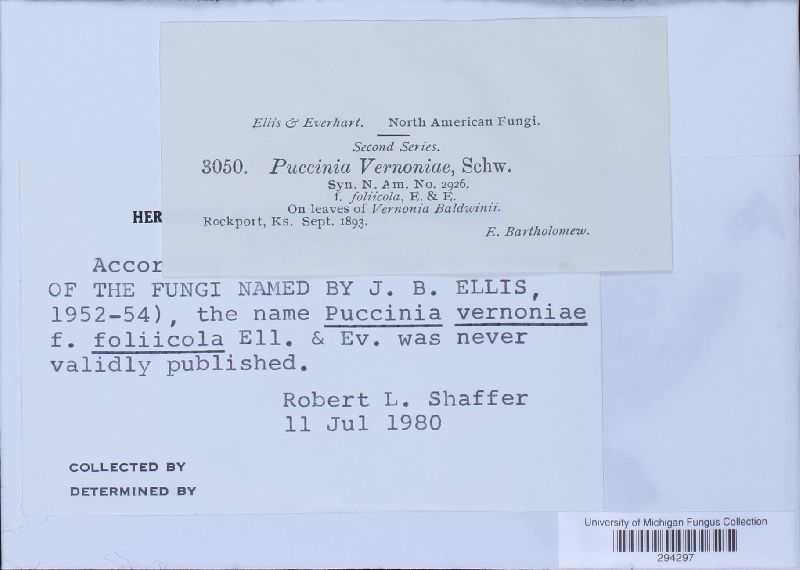 Ellis & Everhart. North American Fungi.
Second Series.
3050. Puccinia Vernoniae, Schw.
Syn. N. Am. No. 2926.
f. foliicola, E. & E.
On leaves of Vernonia Baldwinii.
Rockport, Ks. Sept. 1893.
E. Bartholomew.
HER
Accor
OF THE FUNGI NAMED BY J. B. ELLIS,
1952-54), the name Puccinia vernoniae
f. foliicola Ell. & Ev. was never
validly published.
Robert L. Shaffer
11 Jul 1980
COLLECTED BY
DETERMINED BY
University of Michigan Fungus Collection
294297